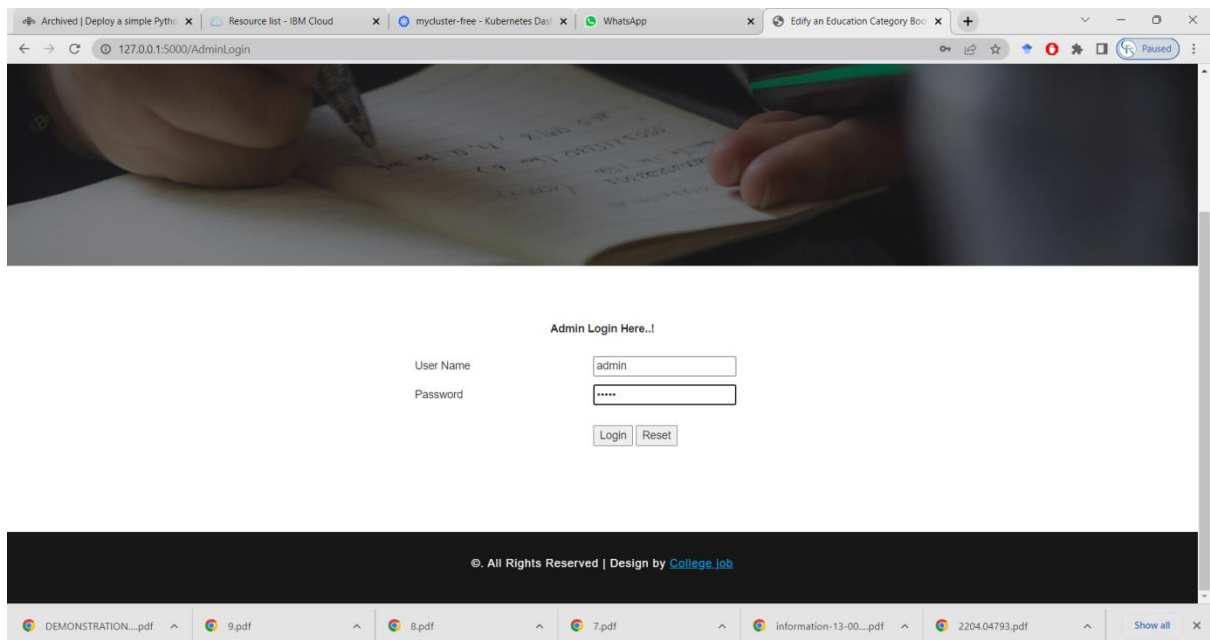 Archived | Deploy a simple Pytho
Resource list - IBM Cloud
mycluster-free - Kubernetes Dash
WhatsApp
Edify an Education Category Boo
127.0.0.1:5000/AdminLogin
Paused
Admin Login Here..!
User Name admin
Password •••••
Login Reset
©. All Rights Reserved | Design by College job
DEMONSTRATION....pdf 9.pdf 8.pdf 7.pdf information-13-00....pdf 2204.04793.pdf Show all